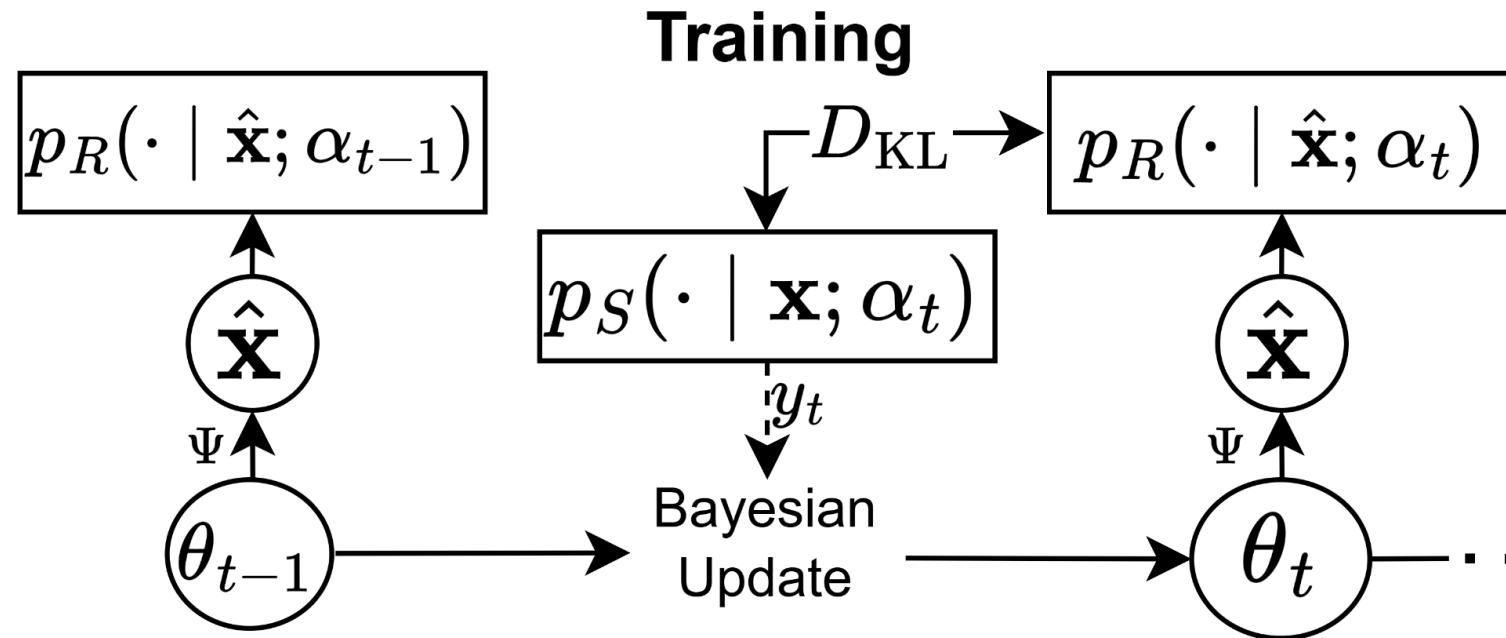 Training
p_R(· | x̂; α_{t−1})
D_KL
p_R(· | x̂; α_t)
p_S(· | x; α_t)
x̂
x̂
y_t
Ψ
Ψ
θ_{t−1}
Bayesian
Update
θ_t
· ·